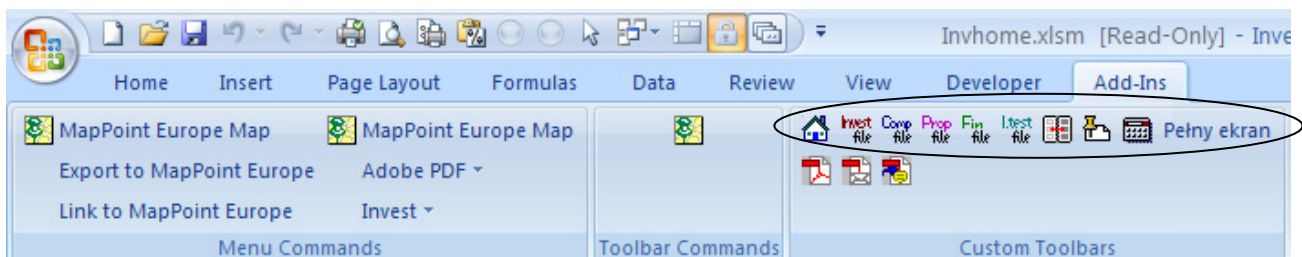 Invhome.xlsm [Read-Only] - Inve
Home Insert Page Layout Formulas Data Review View Developer Add-Ins
MapPoint Europe Map MapPoint Europe Map Invest file Comp file Prop file Fin file I.test file Pełny ekran
Export to MapPoint Europe Adobe PDF
Link to MapPoint Europe Invest
Menu Commands Toolbar Commands Custom Toolbars